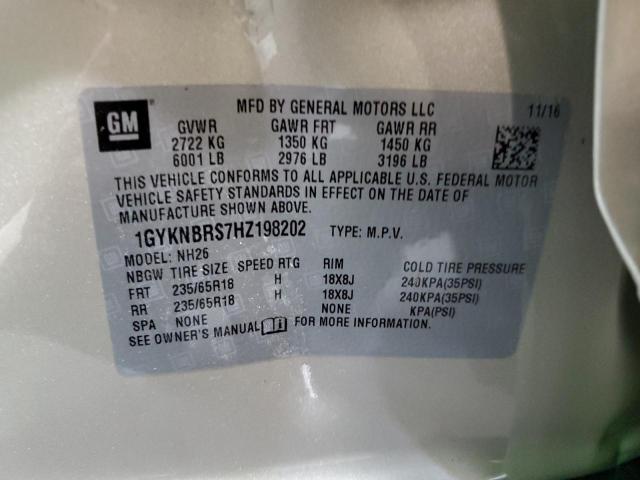 GM
MFD BY GENERAL MOTORS LLC 11/16
GVWR GAWR FRT GAWR RR
2722 KG 1350 KG 1450 KG
6001 LB 2976 LB 3196 LB
THIS VEHICLE CONFORMS TO ALL APPLICABLE U.S. FEDERAL MOTOR
VEHICLE SAFETY STANDARDS IN EFFECT ON THE DATE OF
MANUFACTURE SHOWN ABOVE.
1GYKNBRS7HZ198202 TYPE: M.P.V.
MODEL: NH26
NBGW TIRE SIZE SPEED RTG RIM COLD TIRE PRESSURE
FRT 235/65R18 H 18X8J 240KPA(35PSI)
RR 235/65R18 H 18X8J 240KPA(35PSI)
SPA NONE NONE KPA(PSI)
SEE OWNER'S MANUAL FOR MORE INFORMATION.